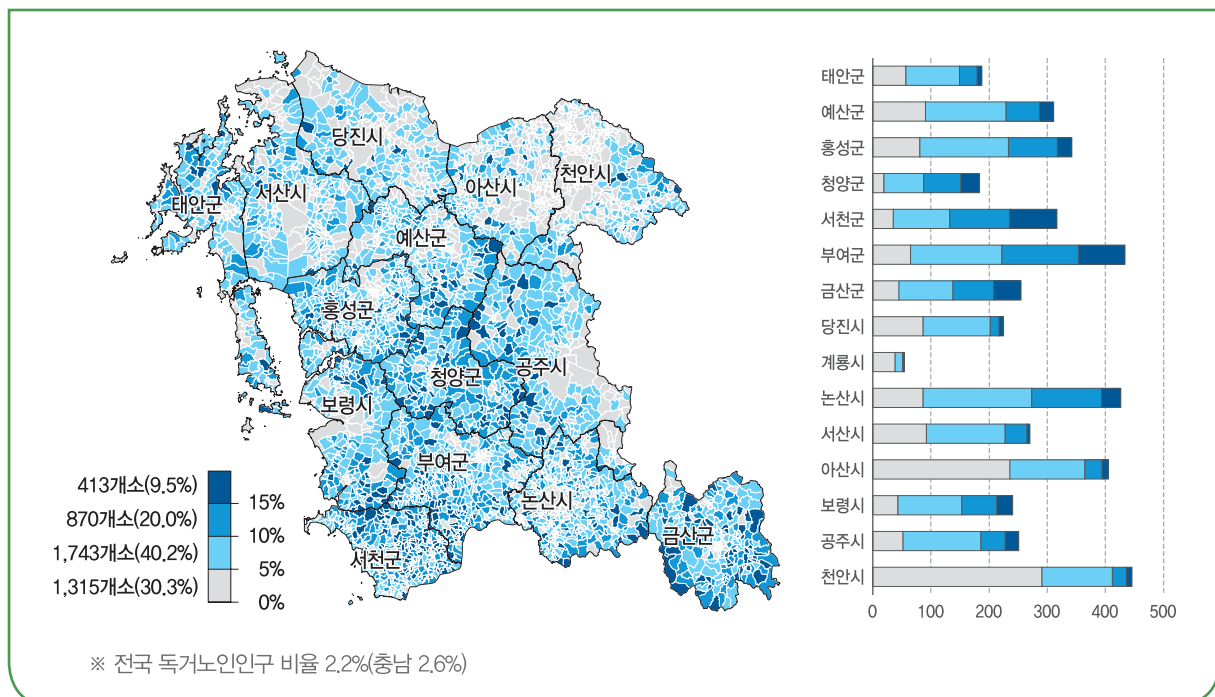 당진시
서산시
태안군
아산시
천안시
예산군
홍성군
청양군
공주시
보령시
부여군
논산시
서천군
금산군
413개소(9.5%)
870개소(20.0%)
1,743개소(40.2%)
1,315개소(30.3%)
15%
10%
5%
0%
태안군
예산군
홍성군
청양군
서천군
부여군
금산군
당진시
계룡시
논산시
서산시
아산시
보령시
공주시
천안시
0 100 200 300 400 500
※ 전국 독거노인인구 비율 2.2%(충남 2.6%)